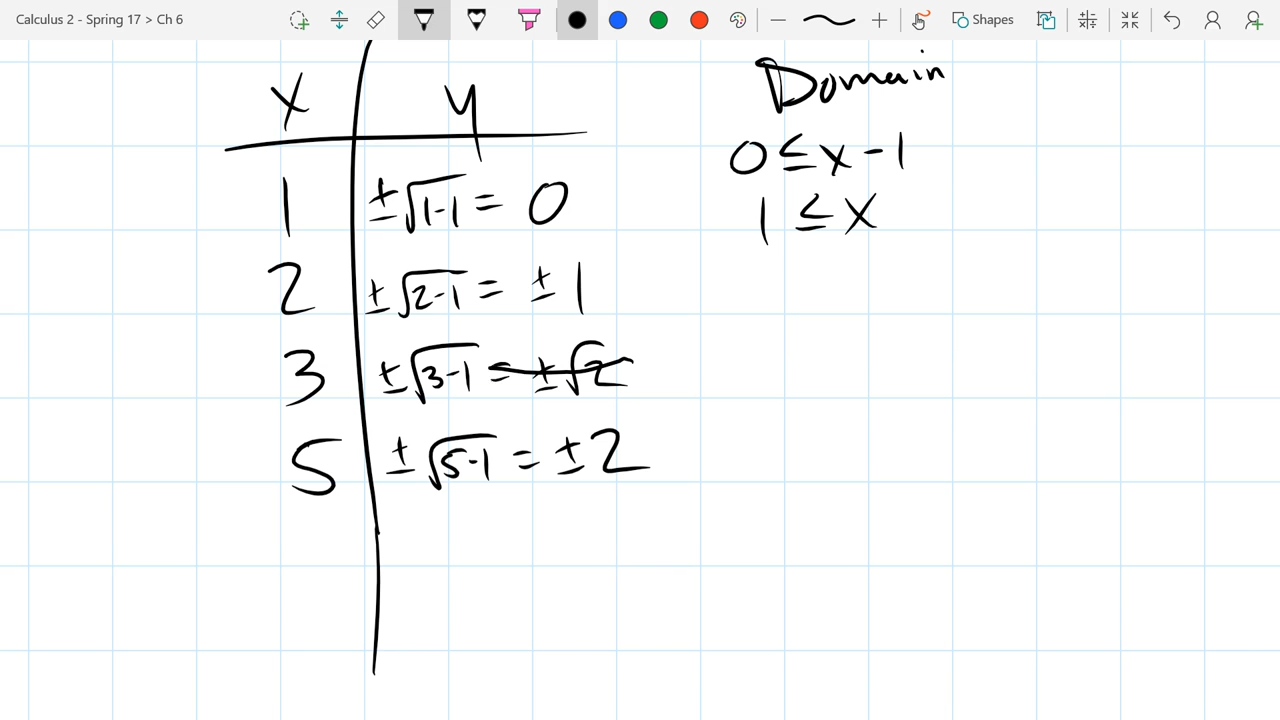 Calculus 2 - Spring 17 > Ch 6
Shapes
x y
1 ±√1-1 = 0
2 ±√2-1 = ±1
3 ±√3-1 = ±√2
5 ±√5-1 = ±2
Domain
0 ≤ x - 1
1 ≤ x